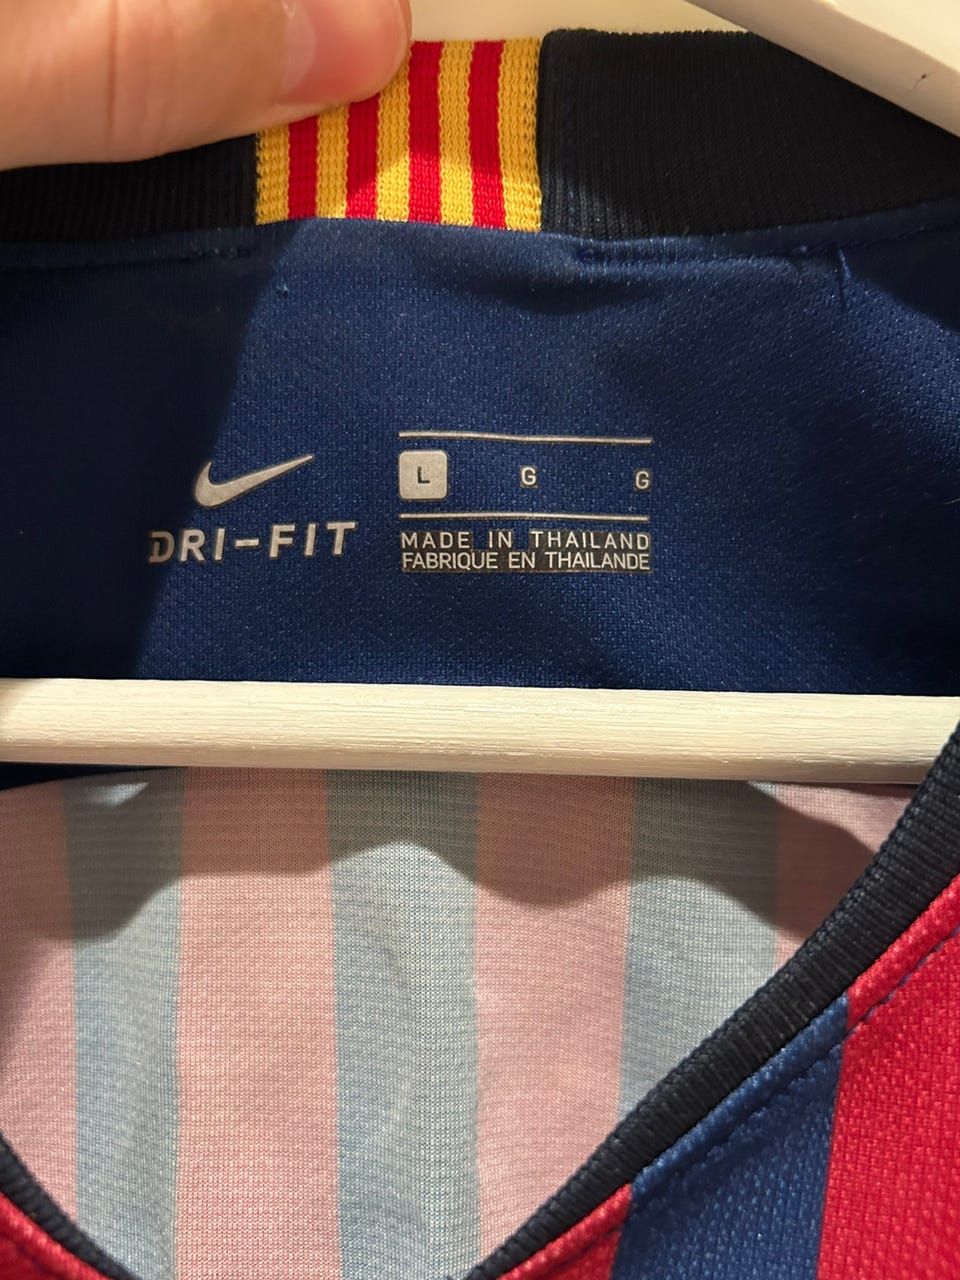 DRI-FIT
L G G
MADE IN THAILAND
FABRIQUE EN THAILANDE